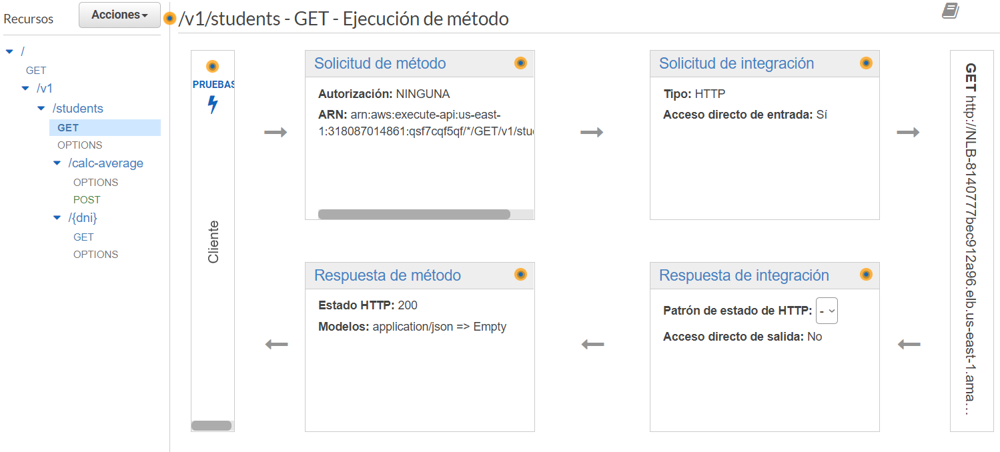 Recursos
Acciones
/v1/students - GET - Ejecución de método
/
GET
/v1
/students
GET
OPTIONS
/calc-average
OPTIONS
POST
/{dni}
GET
OPTIONS
PRUEBAS
Cliente
Solicitud de método
Autorización: NINGUNA
ARN: arn:aws:execute-api:us-east-
1:318087014861:qsf7cqf5qf/*/GET/v1/stu
Solicitud de integración
Tipo: HTTP
Acceso directo de entrada: Sí
GET http://NLB-8140777bec912a96.elb.us-east-1.ama…
Respuesta de método
Estado HTTP: 200
Modelos: application/json => Empty
Respuesta de integración
Patrón de estado de HTTP: -
Acceso directo de salida: No